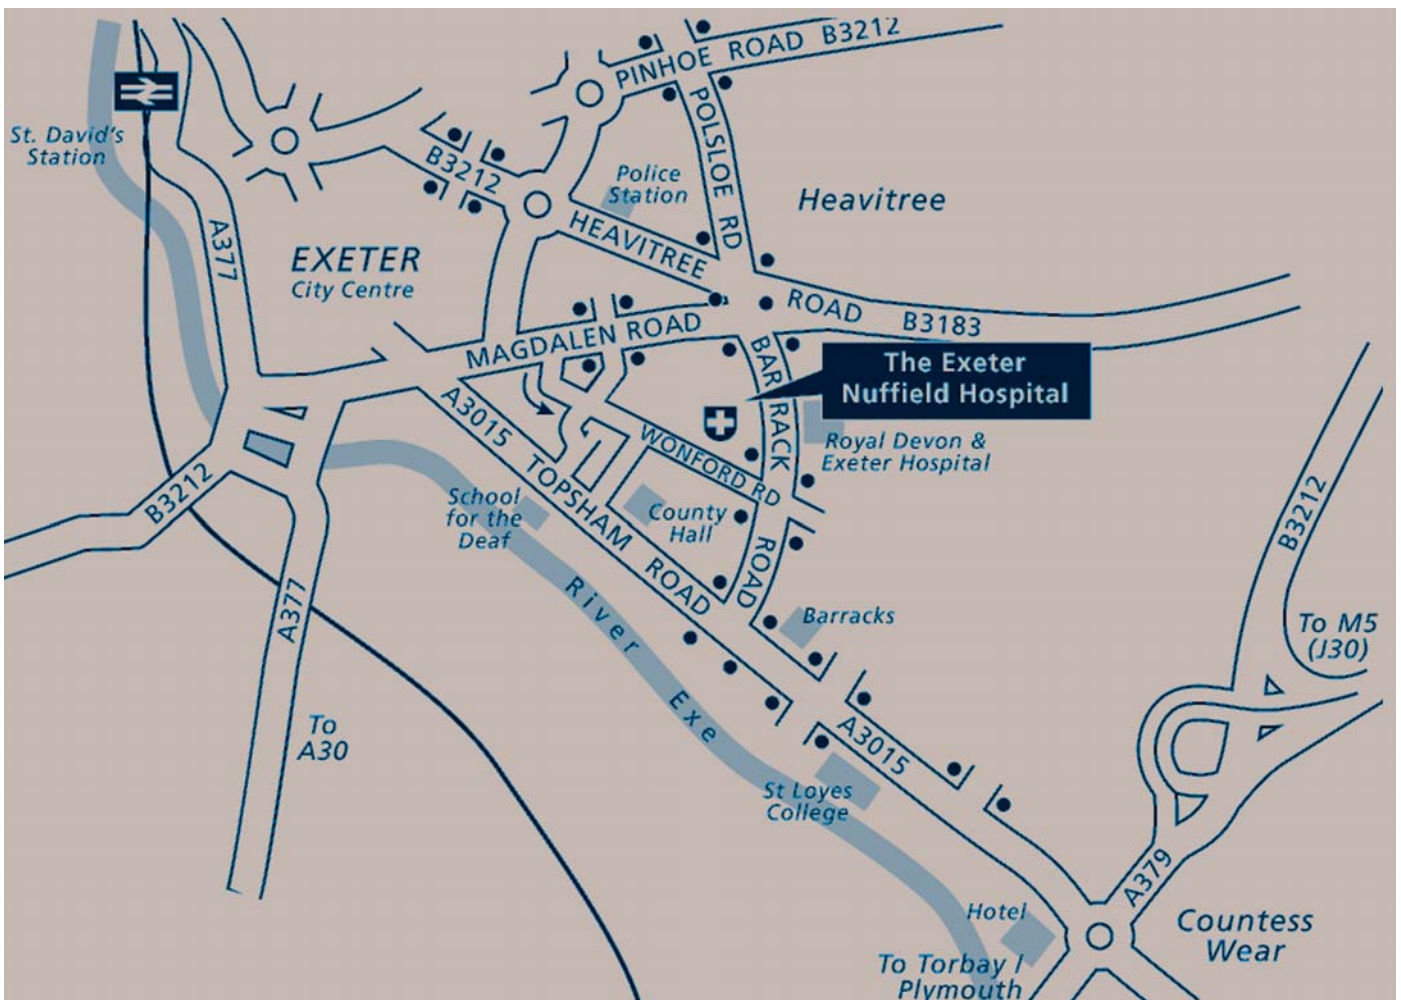 PINHOE ROAD B3212
St. David's
Station
B3212
POLSLOE RD
Police
Station
Heavitree
A377
HEAVITREE
EXETER
City Centre
ROAD B3183
MAGDALEN ROAD
BARRACK
The Exeter
Nuffield Hospital
A3015 TOPSHAM ROAD
WONFORD RD
Royal Devon &
Exeter Hospital
B3212
School
for the
Deaf
County
Hall
B3212
ROAD
A377
River Exe
Barracks
To M5
(J30)
To
A30
A3015
St Loyes
College
A379
Hotel
Countess
Wear
To Torbay /
Plymouth